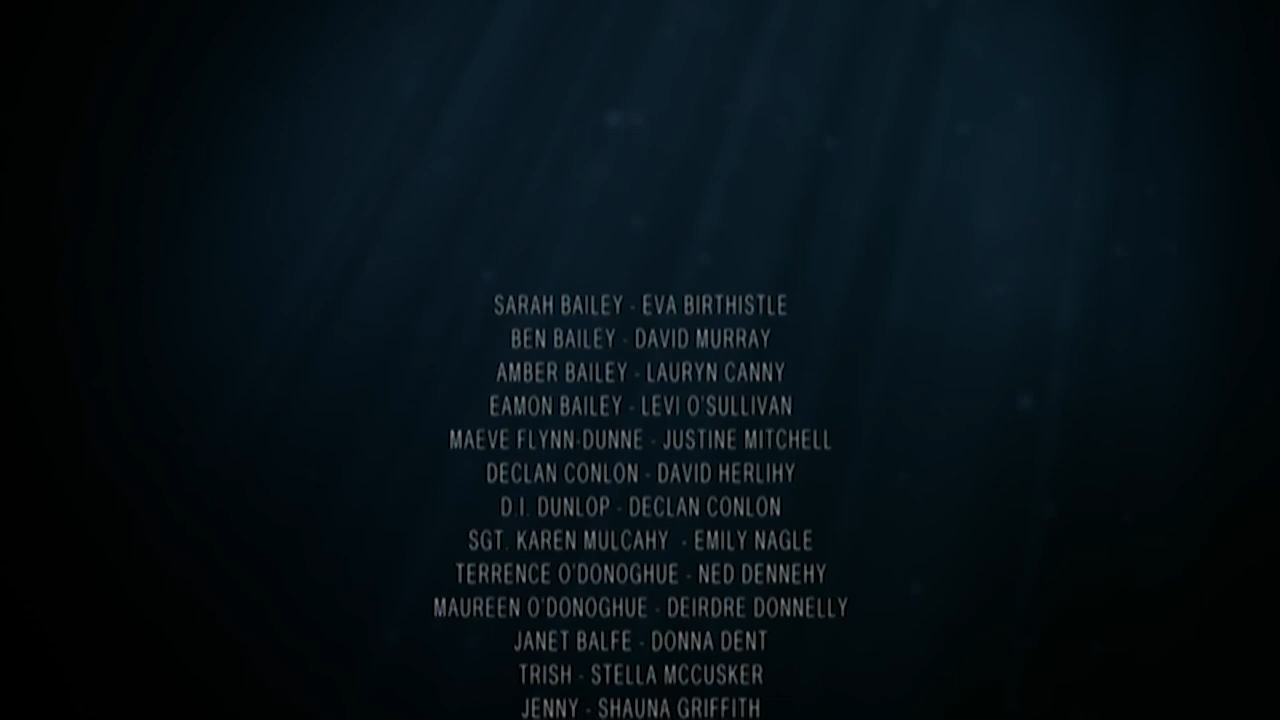 SARAH BAILEY - EVA BIRTHISTLE
BEN BAILEY - DAVID MURRAY
AMBER BAILEY - LAURYN CANNY
EAMON BAILEY - LEVI O'SULLIVAN
MAEVE FLYNN-DUNNE - JUSTINE MITCHELL
DECLAN CONLON - DAVID HERLIHY
D.I. DUNLOP - DECLAN CONLON
SGT. KAREN MULCAHY - EMILY NAGLE
TERRENCE O'DONOGHUE - NED DENNEHY
MAUREEN O'DONOGHUE - DEIRDRE DONNELLY
JANET BALFE - DONNA DENT
TRISH - STELLA MCCUSKER
JENNY - SHAUNA GRIFFITH